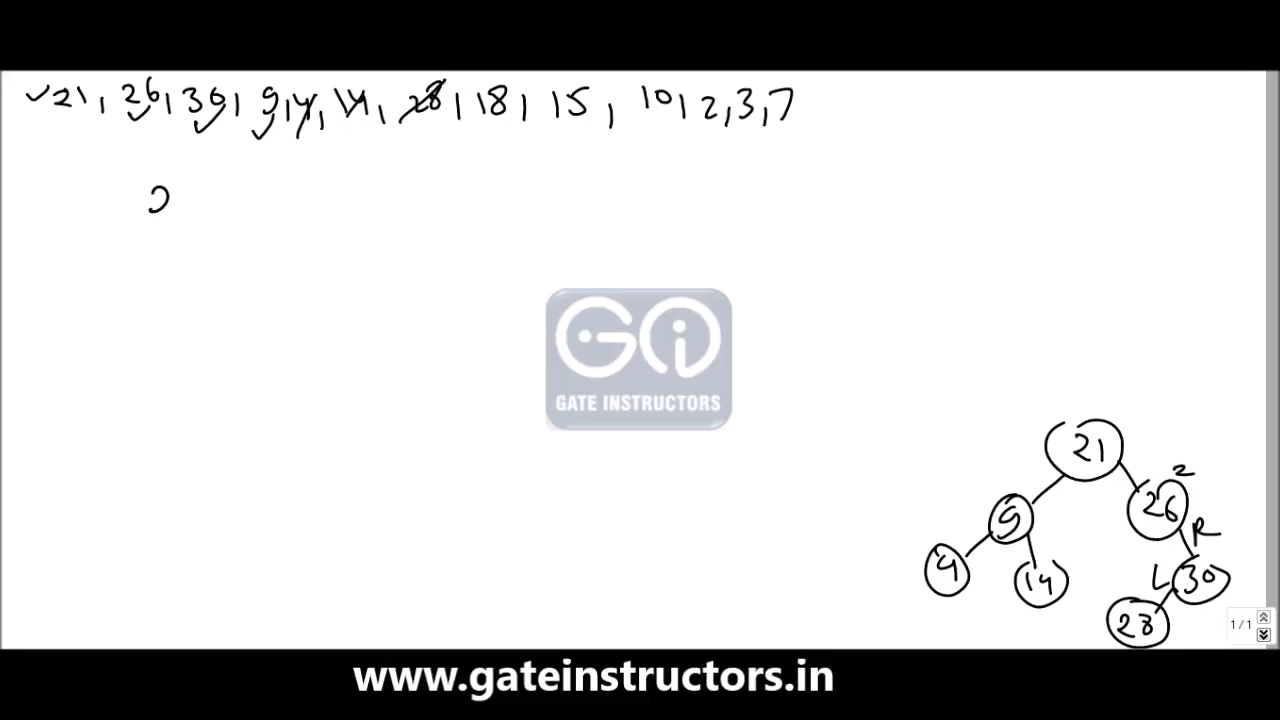 21, 26, 30, 9, 4, 14, 28, 18, 15, 10, 2, 3, 7
GATE INSTRUCTORS
21
2
9
26
R
4
14
L
30
28
1/1
www.gateinstructors.in